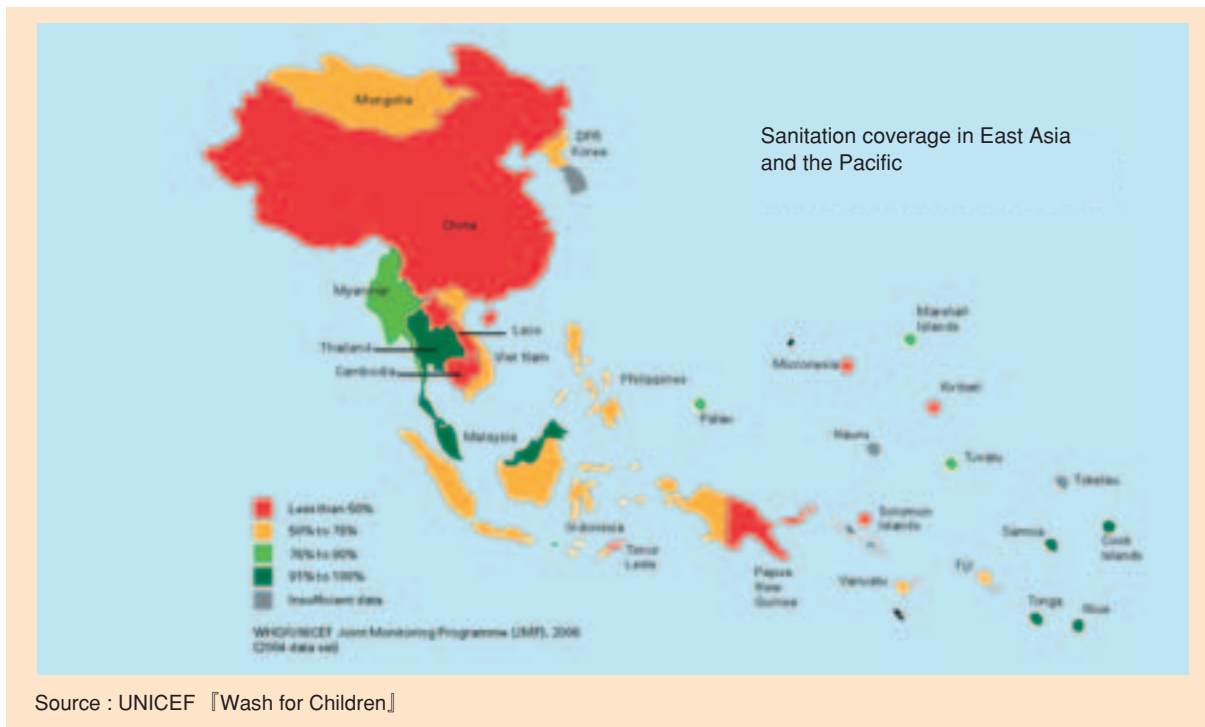 Sanitation coverage in East Asia
and the Pacific
Mongolia
DPR
Korea
China
Myanmar
Laos
Thailand
Viet Nam
Cambodia
Philippines
Malaysia
Palau
Marshall
Islands
Micronesia
Kiribati
Nauru
Tuvalu
Tokelau
Less than 50%
50% to 75%
76% to 90%
91% to 100%
Insufficient data
Indonesia
Timor
Leste
Papua
New
Guinea
Solomon
Islands
Samoa
Cook
Islands
Vanuatu
Fiji
Tonga
Niue
WHO/UNICEF Joint Monitoring Programme (JMP), 2006
(2004 data set)
Source : UNICEF 『Wash for Children』